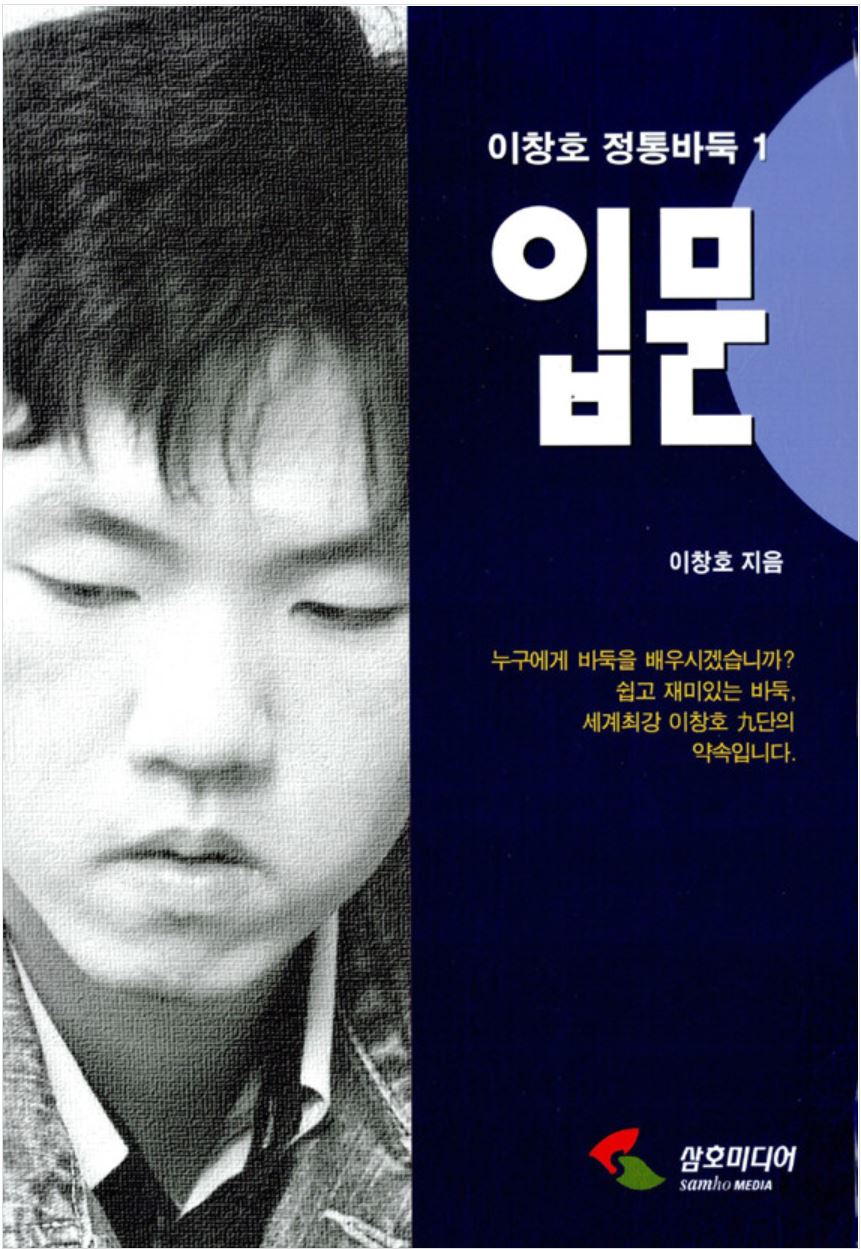 이창호 정통바둑 1
입문
이창호 지음
누구에게 바둑을 배우시겠습니까?
쉽고 재미있는 바둑,
세계최강 이창호 九단의
약속입니다.
삼호미디어
samho MEDIA